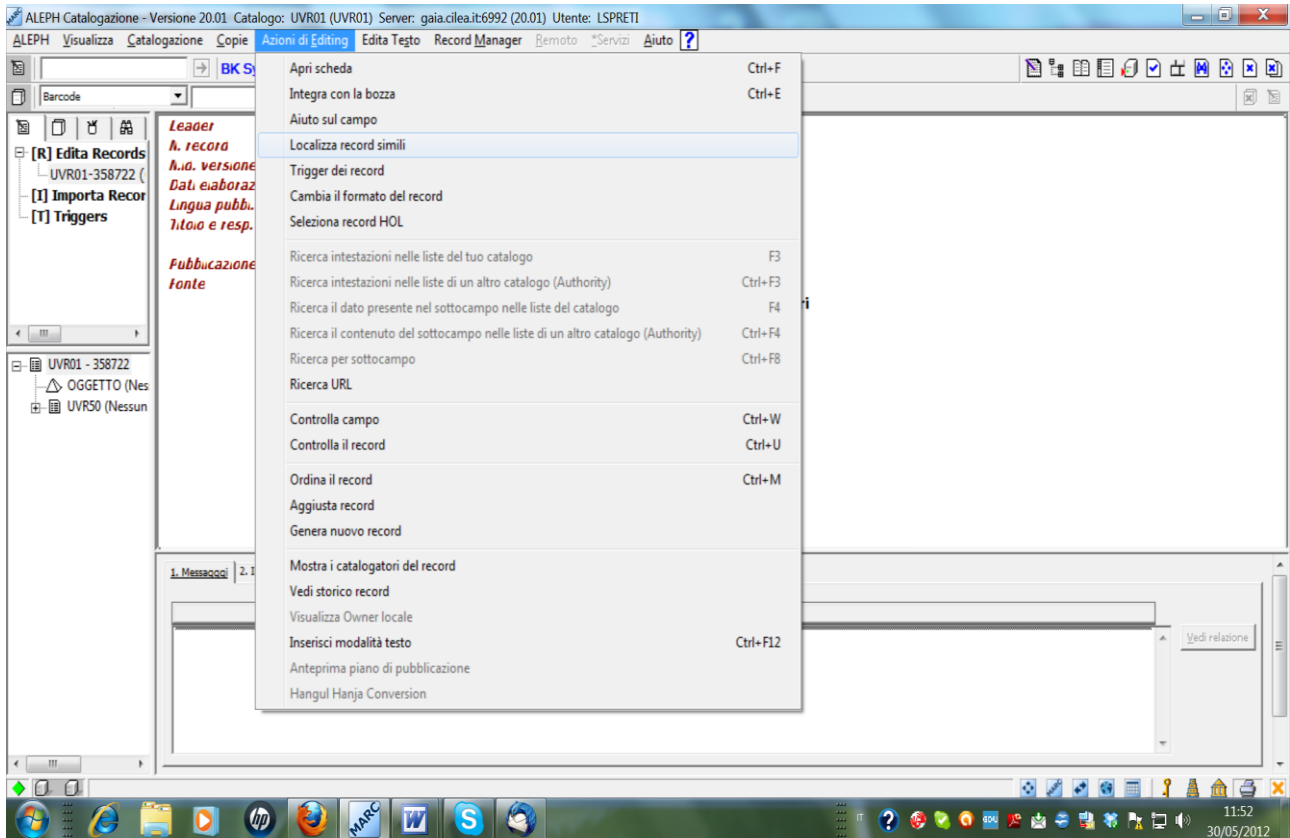 ALEPH Catalogazione - Versione 20.01 Catalogo: UVR01 (UVR01) Server: gaia.cilea.it:6992 (20.01) Utente: LSPRETI
ALEPH Visualizza Catalogazione Copie Azioni di Editing Edita Testo Record Manager Remoto *Servizi Aiuto ?
BK Sy
Barcode
[R] Edita Records
UVR01-358722 (
[I] Importa Recor
[T] Triggers
UVR01 - 358722
OGGETTO (Nes
UVR50 (Nessun
Leader
N. record
Lingua pubbl.
Titolo e resp.
Pubblicazione
Fonte
Apri scheda Ctrl+F
Integra con la bozza Ctrl+E
Aiuto sul campo
Localizza record simili
Trigger dei record
Cambia il formato del record
Seleziona record HOL
Ricerca intestazioni nelle liste del tuo catalogo F3
Ricerca intestazioni nelle liste di un altro catalogo (Authority) Ctrl+F3
Ricerca il dato presente nel sottocampo nelle liste del catalogo F4
Ricerca il contenuto del sottocampo nelle liste di un altro catalogo (Authority) Ctrl+F4
Ricerca per sottocampo Ctrl+F8
Ricerca URL
Controlla campo Ctrl+W
Controlla il record Ctrl+U
Ordina il record Ctrl+M
Aggiusta record
Genera nuovo record
Mostra i catalogatori del record
Vedi storico record
Visualizza Owner locale
Inserisci modalità testo Ctrl+F12
Anteprima piano di pubblicazione
Hangul Hanja Conversion
ri
1. Messaggi 2. I
Vedi relazione
MARC
IT
11:52
30/05/2012